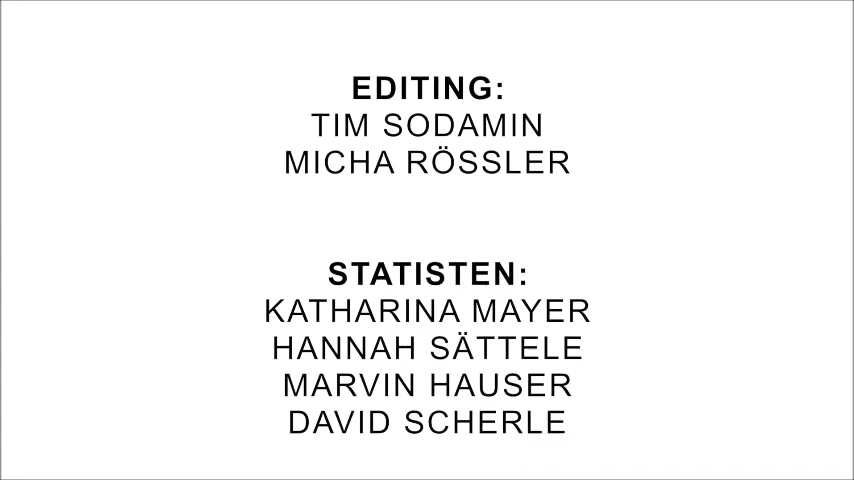 EDITING:
TIM SODAMIN
MICHA RÖSSLER
STATISTEN:
KATHARINA MAYER
HANNAH SÄTTELE
MARVIN HAUSER
DAVID SCHERLE